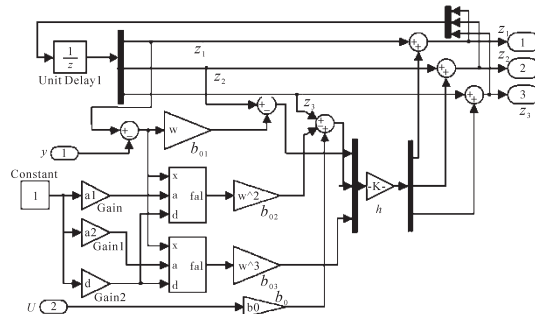 z₁
1
z₂
2
3
z₃
1
z
Unit Delay1
z₁
z₂
z₃
y
1
w
b₀₁
Constant
1
a1
Gain
x
a
d
fal
w^2
b₀₂
a2
Gain1
x
a
d
fal
w^3
b₀₃
d
Gain2
-K-
h
U
2
b0
b₀